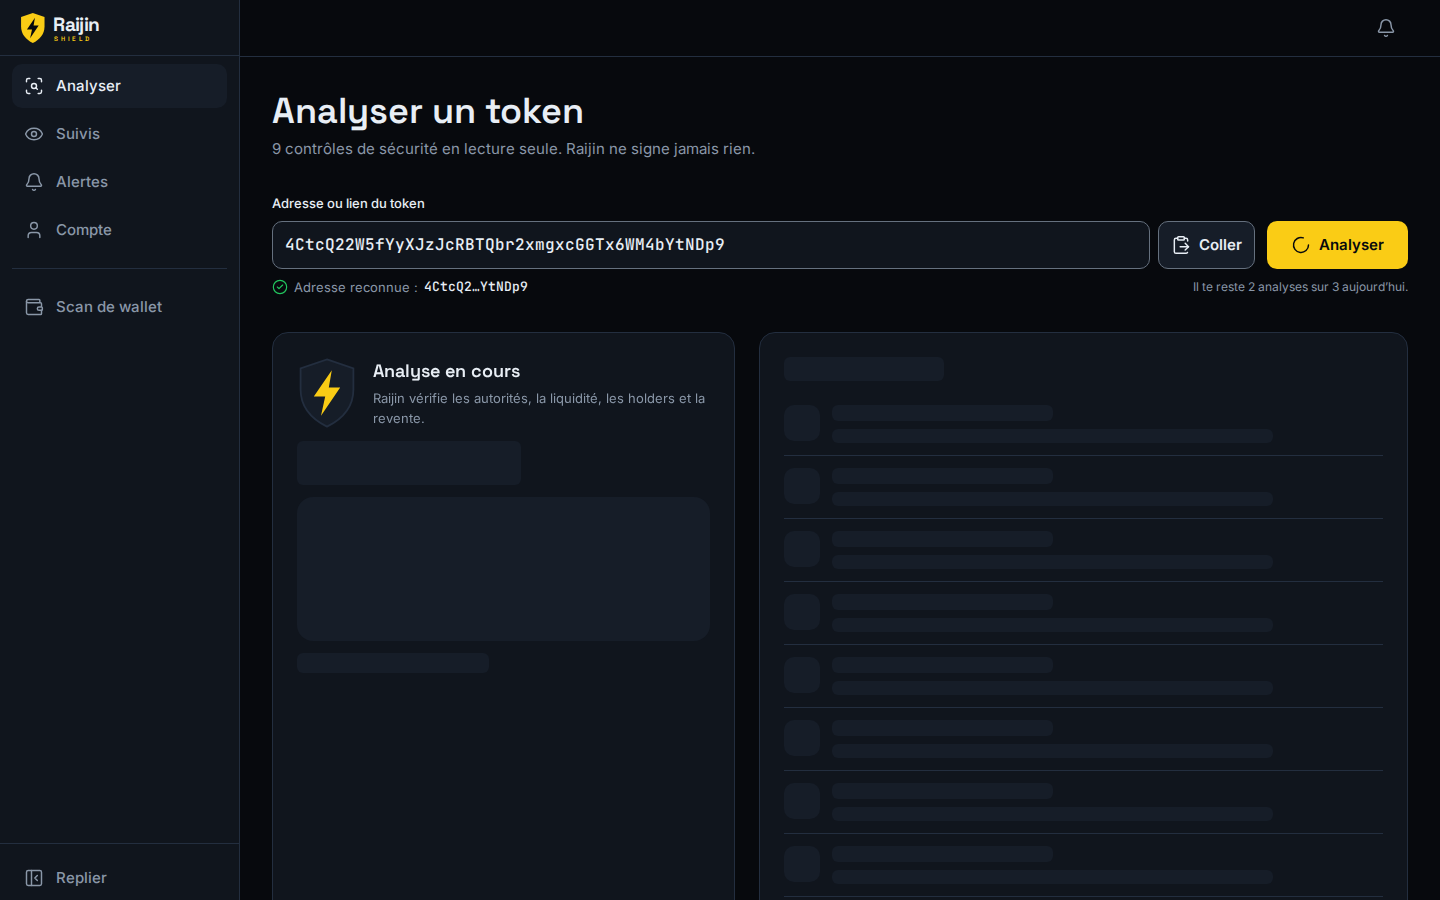 Raijin
SHIELD
Analyser
Suivis
Alertes
Compte
Scan de wallet
Replier
Analyser un token
9 contrôles de sécurité en lecture seule. Raijin ne signe jamais rien.
Adresse ou lien du token
4CtcQ22W5fYyXJzJcRBTQbr2xmgxcGGTx6WM4bYtNDp9
Coller
Analyser
Adresse reconnue : 4CtcQ2…YtNDp9
Il te reste 2 analyses sur 3 aujourd'hui.
Analyse en cours
Raijin vérifie les autorités, la liquidité, les holders et la
revente.